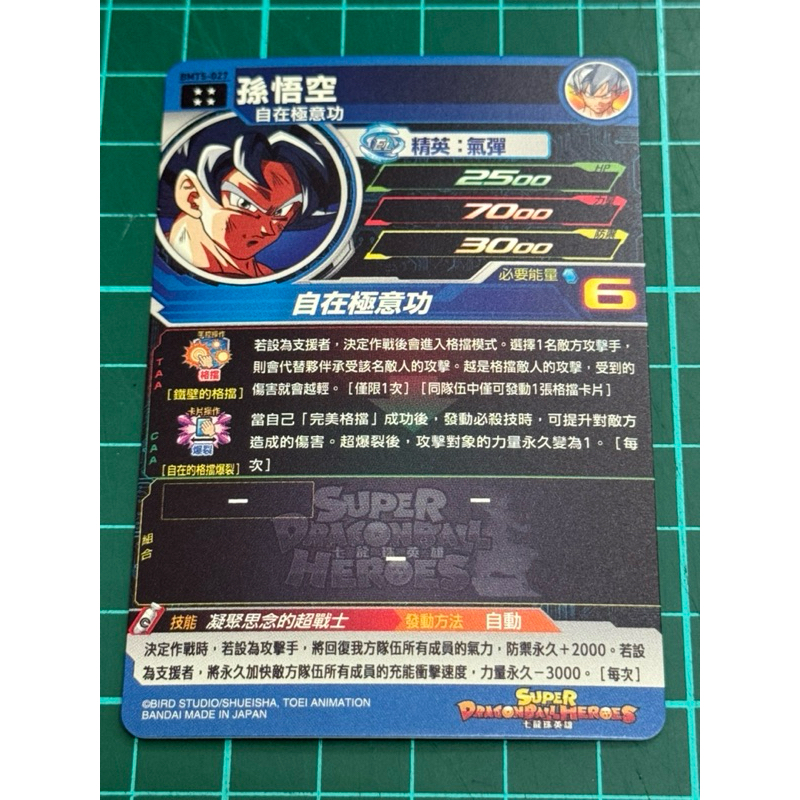 BMT5-027
★★
★★
孫悟空
自在極意功
精英：氣彈
HP
2500
力量
7000
防禦
3000
必要能量
6
自在極意功
TAA
格擋
[鐵壁的格擋]
若設為支援者，決定作戰後會進入格擋模式。選擇1名敵方攻擊手，
則會代替夥伴承受該名敵人的攻擊。越是格擋敵人的攻擊，受到的
傷害就會越輕。［僅限1次］［同隊伍中僅可發動1張格擋卡片］
CAA
卡片操作
爆裂
[自在的格擋爆裂]
當自己「完美格擋」成功後，發動必殺技時，可提升對敵方
造成的傷害。超爆裂後，攻擊對象的力量永久變為1。［每
次］
組合
－
－
－
SUPER
DRAGONBALL
七龍珠英雄
HEROES
技能 凝聚思念的超戰士 發動方法 自動
決定作戰時，若設為攻擊手，將回復我方隊伍所有成員的氣力，防禦永久＋2000。若設
為支援者，將永久加快敵方隊伍所有成員的充能衝擊速度，力量永久－3000。［每次］
©BIRD STUDIO/SHUEISHA, TOEI ANIMATION
BANDAI MADE IN JAPAN
SUPER
DRAGONBALL HEROES
七龍珠英雄